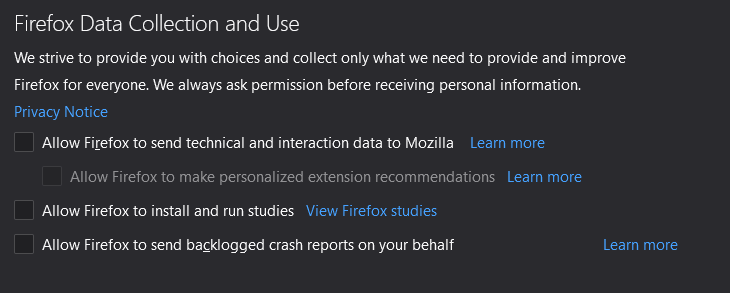 Firefox Data Collection and Use
We strive to provide you with choices and collect only what we need to provide and improve
Firefox for everyone. We always ask permission before receiving personal information.
Privacy Notice
Allow Firefox to send technical and interaction data to Mozilla Learn more
Allow Firefox to make personalized extension recommendations Learn more
Allow Firefox to install and run studies View Firefox studies
Allow Firefox to send backlogged crash reports on your behalf Learn more